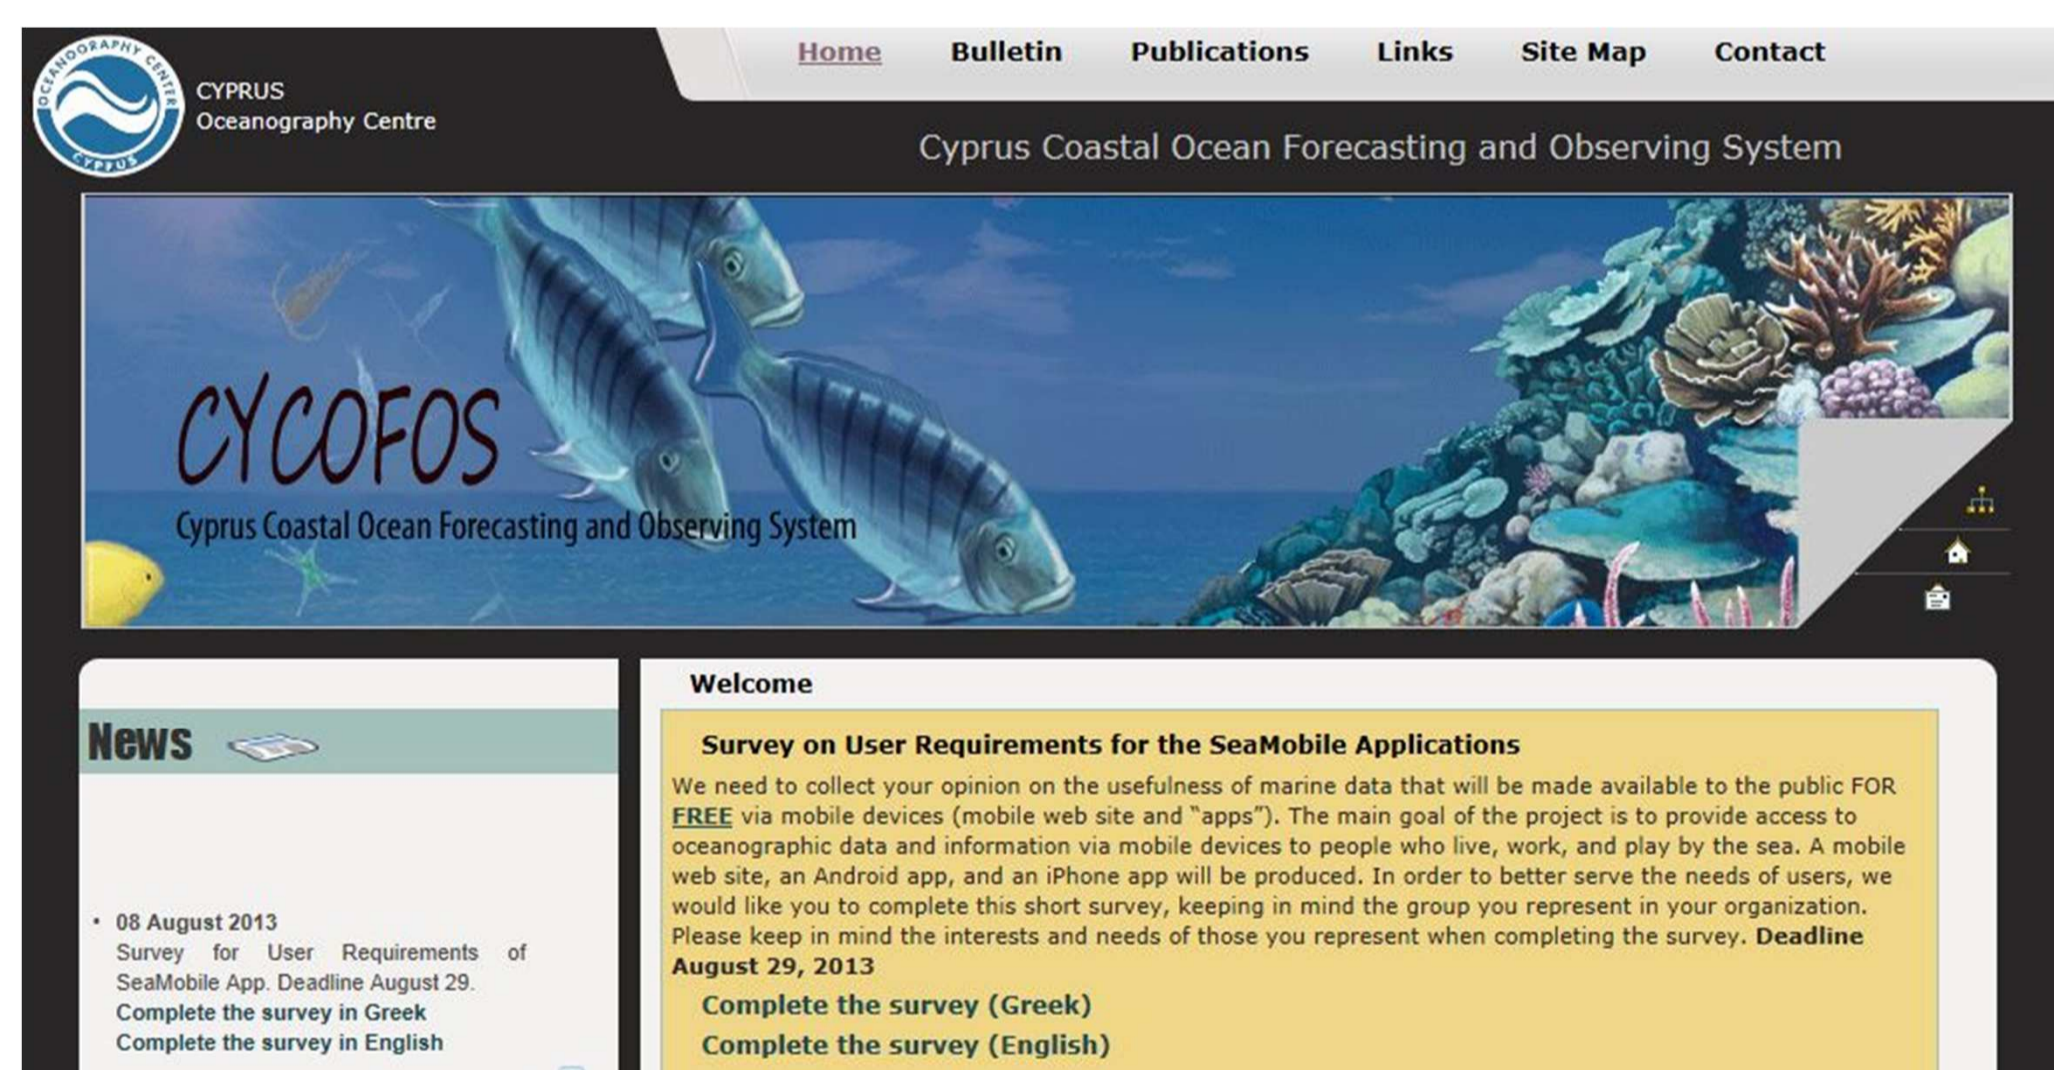 OCEANOGRAPHY CENTER
CYPRUS
CYPRUS
Oceanography Centre
Home Bulletin Publications Links Site Map Contact
Cyprus Coastal Ocean Forecasting and Observing System
CYCOFOS
Cyprus Coastal Ocean Forecasting and Observing System
News
• 08 August 2013
Survey for User Requirements of
SeaMobile App. Deadline August 29.
Complete the survey in Greek
Complete the survey in English
Welcome
Survey on User Requirements for the SeaMobile Applications
We need to collect your opinion on the usefulness of marine data that will be made available to the public FOR
FREE via mobile devices (mobile web site and “apps”). The main goal of the project is to provide access to
oceanographic data and information via mobile devices to people who live, work, and play by the sea. A mobile
web site, an Android app, and an iPhone app will be produced. In order to better serve the needs of users, we
would like you to complete this short survey, keeping in mind the group you represent in your organization.
Please keep in mind the interests and needs of those you represent when completing the survey. Deadline
August 29, 2013
Complete the survey (Greek)
Complete the survey (English)